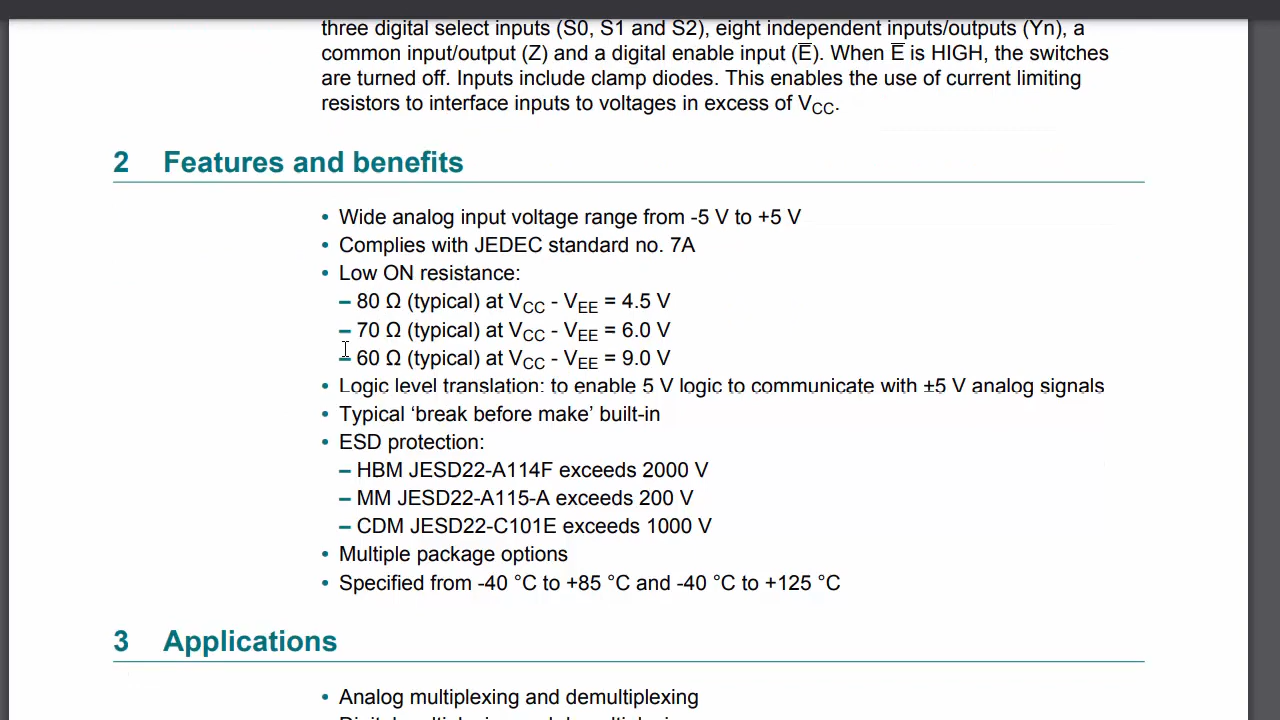 three digital select inputs (S0, S1 and S2), eight independent inputs/outputs (Yn), a
common input/output (Z) and a digital enable input (E̅). When E̅ is HIGH, the switches
are turned off. Inputs include clamp diodes. This enables the use of current limiting
resistors to interface inputs to voltages in excess of VCC.
2 Features and benefits
• Wide analog input voltage range from -5 V to +5 V
• Complies with JEDEC standard no. 7A
• Low ON resistance:
– 80 Ω (typical) at VCC - VEE = 4.5 V
– 70 Ω (typical) at VCC - VEE = 6.0 V
– 60 Ω (typical) at VCC - VEE = 9.0 V
• Logic level translation: to enable 5 V logic to communicate with ±5 V analog signals
• Typical ‘break before make’ built-in
• ESD protection:
– HBM JESD22-A114F exceeds 2000 V
– MM JESD22-A115-A exceeds 200 V
– CDM JESD22-C101E exceeds 1000 V
• Multiple package options
• Specified from -40 °C to +85 °C and -40 °C to +125 °C
3 Applications
• Analog multiplexing and demultiplexing